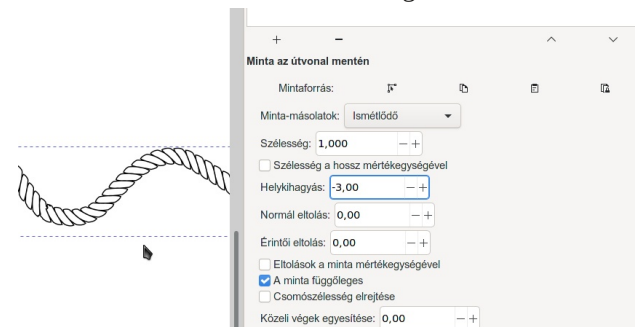 Minta az útvonal mentén
Mintaforrás:
Minta-másolatok: Ismétlődő
Szélesség: 1,000
Szélesség a hossz mértékegységével
Helykihagyás: -3,00
Normál eltolás: 0,00
Érintői eltolás: 0,00
Eltolások a minta mértékegységével
A minta függőleges
Csomószélesség elrejtése
Közeli végek egyesítése: 0,00